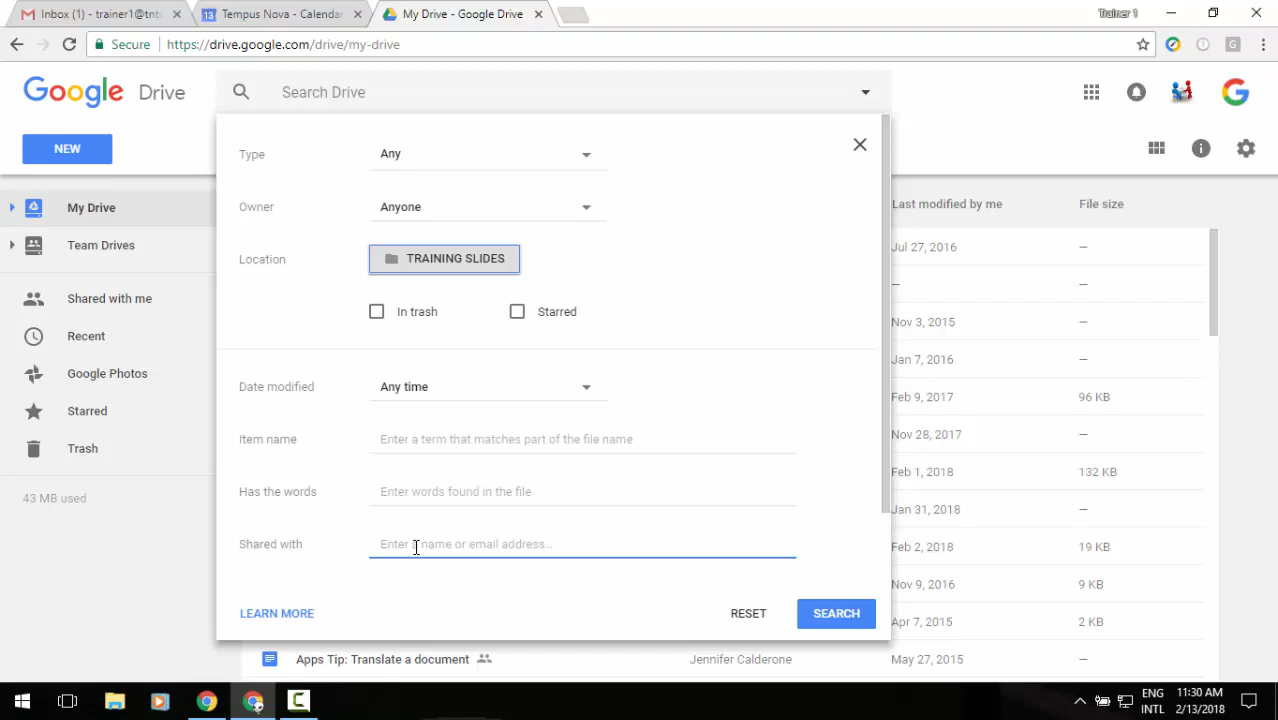 Inbox (1) - trainer1@tnt
Tempus Nova - Calenda
My Drive - Google Drive
Trainer 1
Secure
https://drive.google.com/drive/my-drive
Google Drive
Search Drive
NEW
Type
Any
Owner
Anyone
Location
TRAINING SLIDES
In trash
Starred
Date modified
Any time
Item name
Enter a term that matches part of the file name
Has the words
Enter words found in the file
Shared with
Enter a name or email address...
LEARN MORE
RESET
SEARCH
My Drive
Team Drives
Shared with me
Recent
Google Photos
Starred
Trash
43 MB used
Last modified by me
File size
Jul 27, 2016
—
—
—
Nov 3, 2015
—
Jan 7, 2016
—
Feb 9, 2017
96 KB
Nov 28, 2017
—
Feb 1, 2018
132 KB
Jan 31, 2018
—
Feb 2, 2018
19 KB
Nov 9, 2016
9 KB
Apr 7, 2015
2 KB
Apps Tip: Translate a document
Jennifer Calderone
May 27, 2015
—
ENG
INTL
11:30 AM
2/13/2018